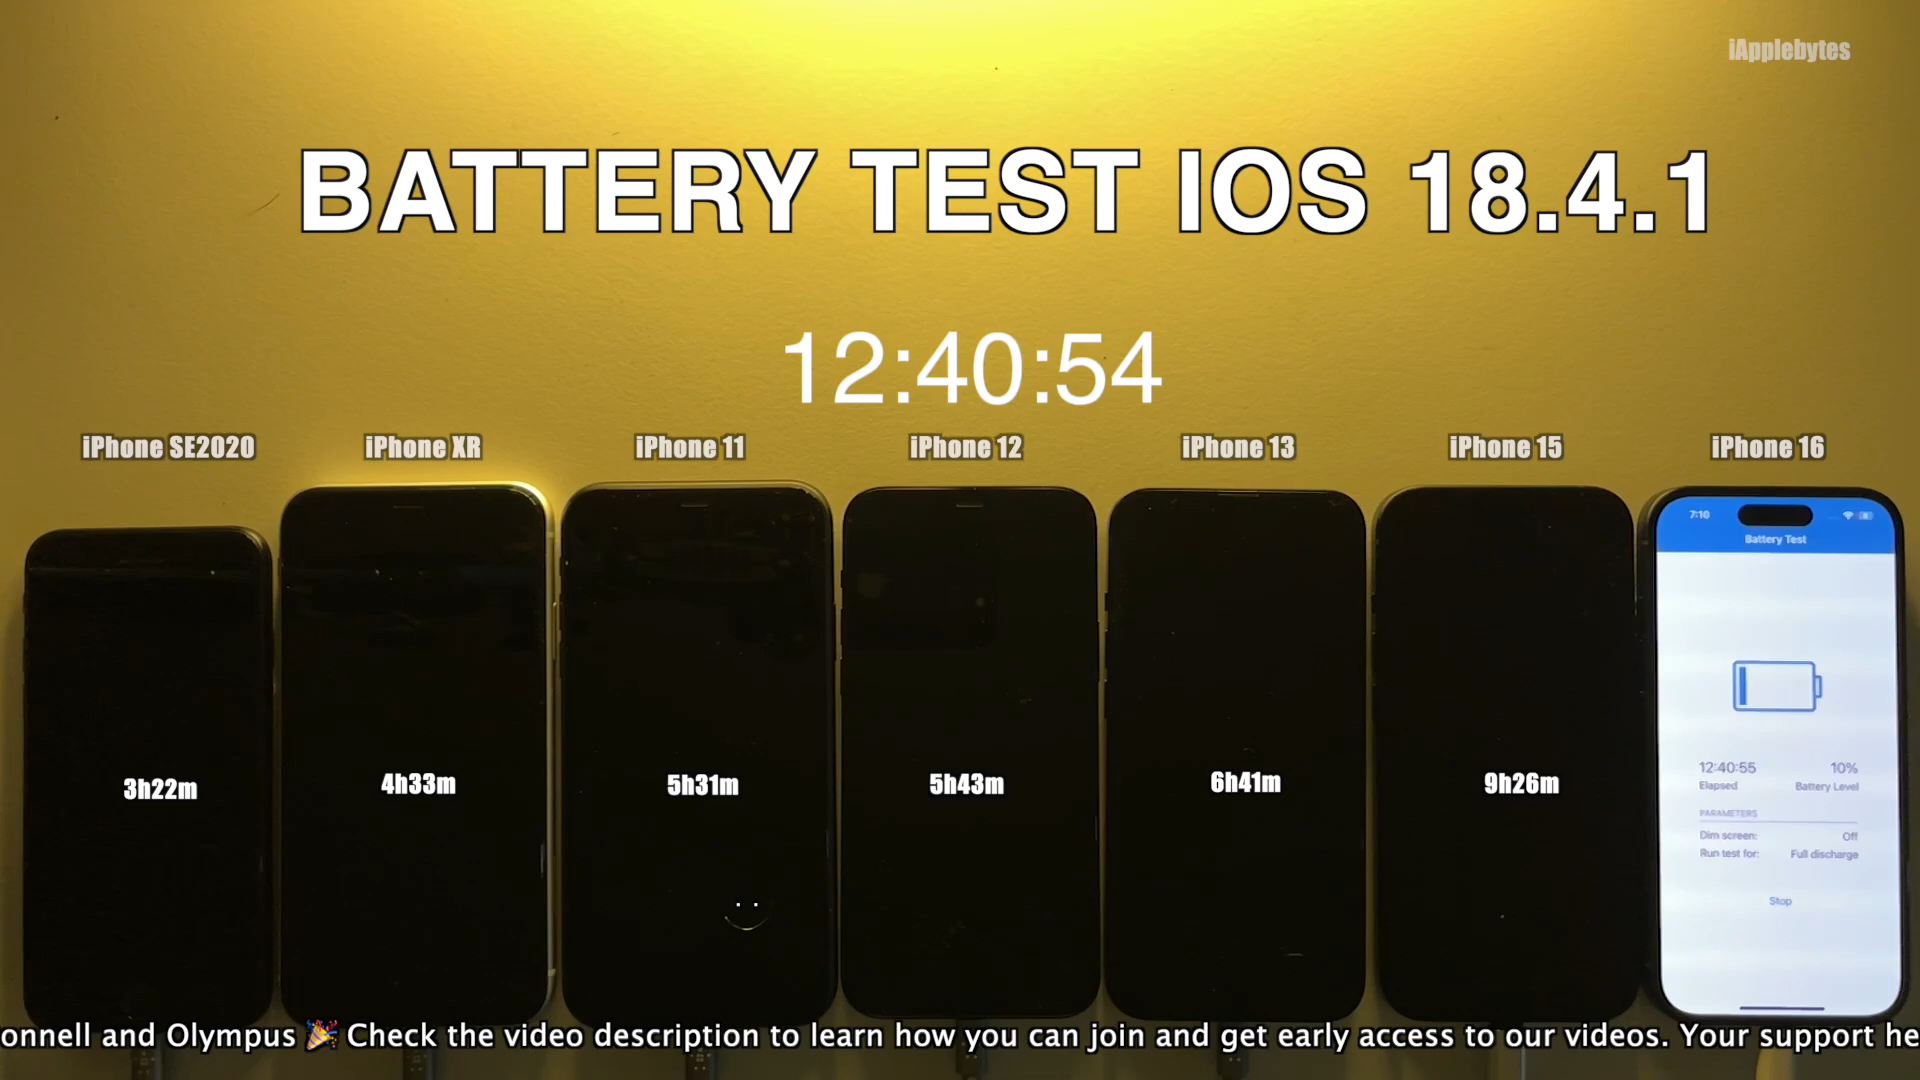 iApplebytes
BATTERY TEST IOS 18.4.1
12:40:54
iPhone SE2020
iPhone XR
iPhone 11
iPhone 12
iPhone 13
iPhone 15
iPhone 16
3h22m
4h33m
5h31m
5h43m
6h41m
9h26m
7:10
Battery Test
12:40:55 10%
Elapsed Battery Level
PARAMETERS
Dim screen: Off
Run test for: Full discharge
Stop
onnell and Olympus 🎉 Check the video description to learn how you can join and get early access to our videos. Your support he